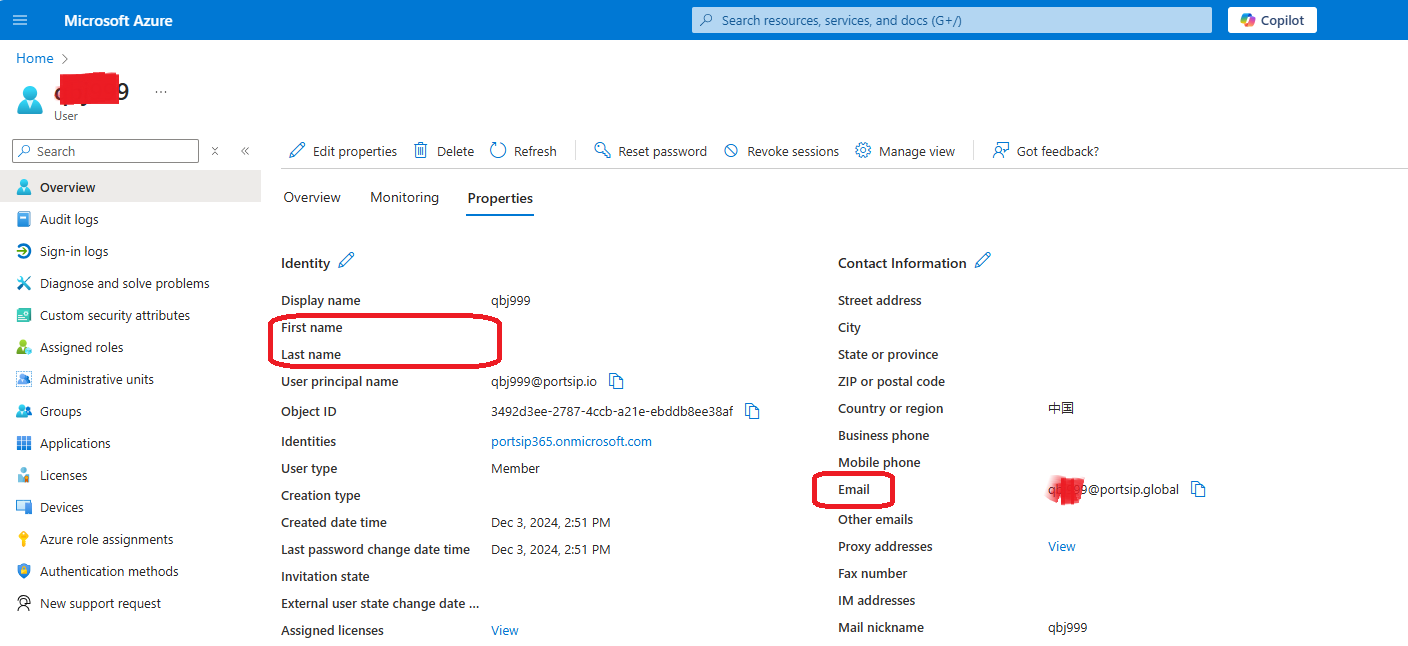 Microsoft Azure
Search resources, services, and docs (G+/)
Copilot
Home
User
Search
Edit properties
Delete
Refresh
Reset password
Revoke sessions
Manage view
Got feedback?
Overview
Audit logs
Sign-in logs
Diagnose and solve problems
Custom security attributes
Assigned roles
Administrative units
Groups
Applications
Licenses
Devices
Azure role assignments
Authentication methods
New support request
Overview Monitoring Properties
Identity
Display name qbj999
First name
Last name
User principal name qbj999@portsip.io
Object ID 3492d3ee-2787-4ccb-a21e-ebddb8ee38af
Identities portsip365.onmicrosoft.com
User type Member
Creation type
Created date time Dec 3, 2024, 2:51 PM
Last password change date time Dec 3, 2024, 2:51 PM
Invitation state
External user state change date ...
Assigned licenses View
Contact Information
Street address
City
State or province
ZIP or postal code
Country or region 中国
Business phone
Mobile phone
Email @portsip.global
Other emails
Proxy addresses View
Fax number
IM addresses
Mail nickname qbj999